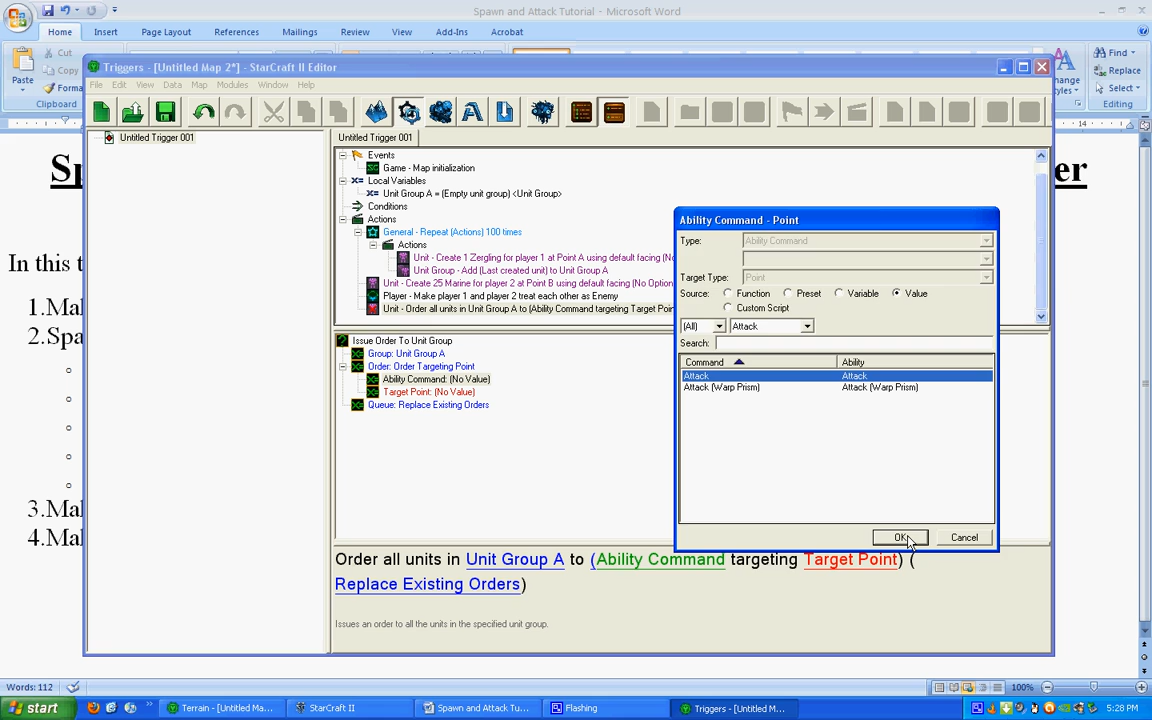 Spawn and Attack Tutorial - Microsoft Word
Home Insert Page Layout References Mailings Review View Add-Ins Acrobat
Paste
Cut
Copy
Forma
Clipboard
Find
Replace
Select
Editing
Change
Styles
Sp
er
In this t
1.Mal
2.Spa
3.Mal
4.Mal
Triggers - [Untitled Map 2*] - StarCraft II Editor
File Edit View Data Map Modules Window Help
Untitled Trigger 001
Untitled Trigger 001
Events
Game - Map initialization
Local Variables
Unit Group A = (Empty unit group) <Unit Group>
Conditions
Actions
General - Repeat (Actions) 100 times
Actions
Unit - Create 1 Zergling for player 1 at Point A using default facing (No
Unit Group - Add (Last created unit) to Unit Group A
Unit - Create 25 Marine for player 2 at Point B using default facing (No Option
Player - Make player 1 and player 2 treat each other as Enemy
Unit - Order all units in Unit Group A to (Ability Command targeting Target Poin
Issue Order To Unit Group
Group: Unit Group A
Order: Order Targeting Point
Ability Command: (No Value)
Target Point: (No Value)
Queue: Replace Existing Orders
Order all units in Unit Group A to (Ability Command targeting Target Point) (
Replace Existing Orders)
Issues an order to all the units in the specified unit group.
Ability Command - Point
Type: Ability Command
Target Type: Point
Source: Function Preset Variable Value
Custom Script
(All) Attack
Search:
Command Ability
Attack Attack
Attack (Warp Prism) Attack (Warp Prism)
OK Cancel
Words: 112
100%
start
Terrain - [Untitled Ma...
StarCraft II
Spawn and Attack Tu...
Flashing
Triggers - [Untitled M...
5:28 PM